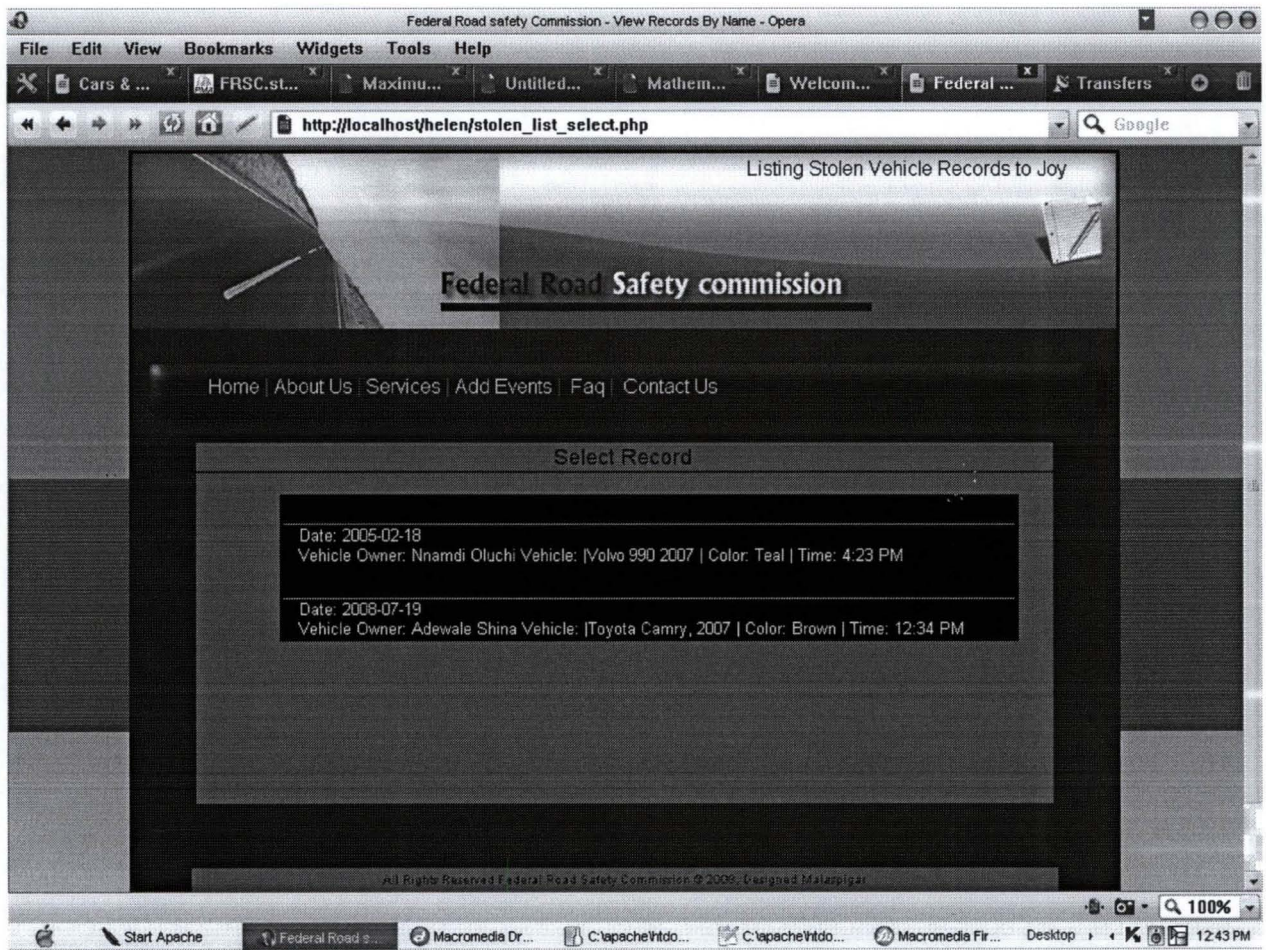 Federal Road safety Commission - View Records By Name - Opera
File Edit View Bookmarks Widgets Tools Help
Cars & ... FRSC.st... Maximu... Untitled... Mathem... Welcom... Federal ... Transfers
http://localhost/helen/stolen_list_select.php Google
Listing Stolen Vehicle Records to Joy
Federal Road Safety commission
Home | About Us | Services | Add Events | Faq | Contact Us
Select Record
Date: 2005-02-18
Vehicle Owner: Nnamdi Oluchi Vehicle: |Volvo 990 2007 | Color: Teal | Time: 4:23 PM
Date: 2008-07-19
Vehicle Owner: Adewale Shina Vehicle: |Toyota Camry, 2007 | Color: Brown | Time: 12:34 PM
All Rights Reserved Federal Road Safety Commission © 2008, Designed
100%
Start Apache Federal Road s... Macromedia Dr... C:\apache\htdo... C:\apache\htdo... Macromedia Fir... Desktop 12:43 PM